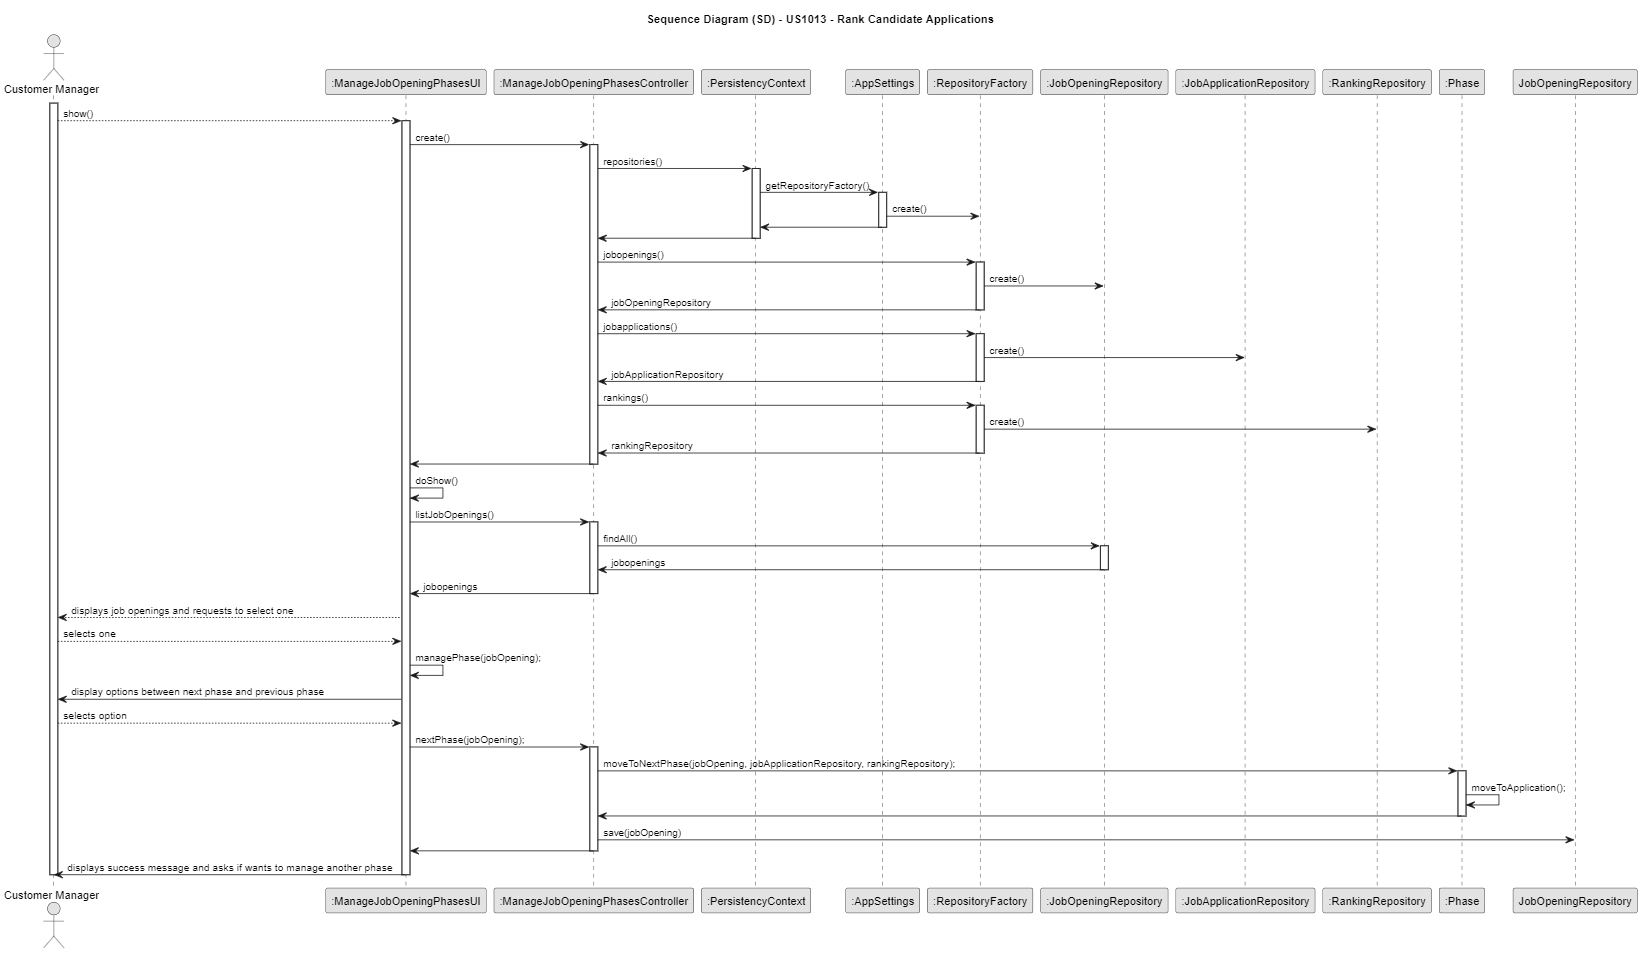 Sequence Diagram (SD) - US1013 - Rank Candidate Applications
Customer Manager
:ManageJobOpeningPhasesUI
:ManageJobOpeningPhasesController
:PersistencyContext
:AppSettings
:RepositoryFactory
:JobOpeningRepository
:JobApplicationRepository
:RankingRepository
:Phase
JobOpeningRepository
show()
create()
repositories()
getRepositoryFactory()
create()
jobopenings()
create()
jobOpeningRepository
jobapplications()
create()
jobApplicationRepository
rankings()
create()
rankingRepository
doShow()
listJobOpenings()
findAll()
jobopenings
jobopenings
displays job openings and requests to select one
selects one
managePhase(jobOpening);
display options between next phase and previous phase
selects option
nextPhase(jobOpening);
moveToNextPhase(jobOpening, jobApplicationRepository, rankingRepository);
moveToApplication();
save(jobOpening)
displays success message and asks if wants to manage another phase
Customer Manager
:ManageJobOpeningPhasesUI
:ManageJobOpeningPhasesController
:PersistencyContext
:AppSettings
:RepositoryFactory
:JobOpeningRepository
:JobApplicationRepository
:RankingRepository
:Phase
JobOpeningRepository